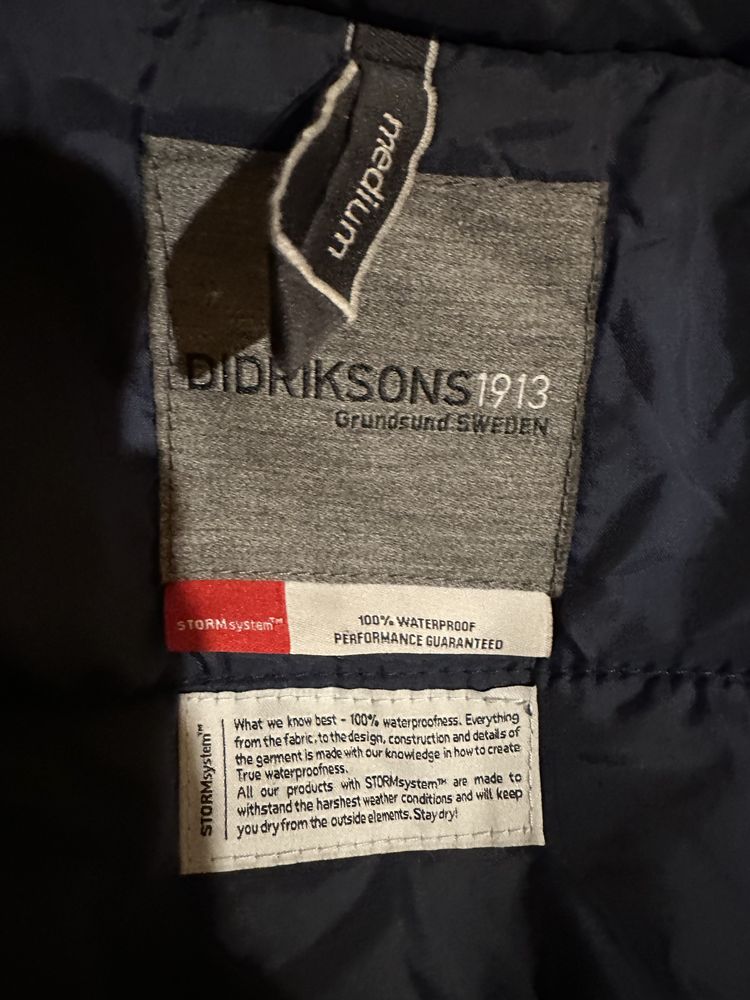 medium
DIDRIKSONS1913
Grundsund.SWEDEN
STORMsystem™
100% WATERPROOF
PERFORMANCE GUARANTEED
STORMsystem™
What we know best - 100% waterproofness. Everything
from the fabric, to the design, construction and details of
the garment is made with our knowledge in how to create
True waterproofness.
All our products with STORMsystem™ are made to
withstand the harshest weather conditions and will keep
you dry from the outside elements. Stay dry!